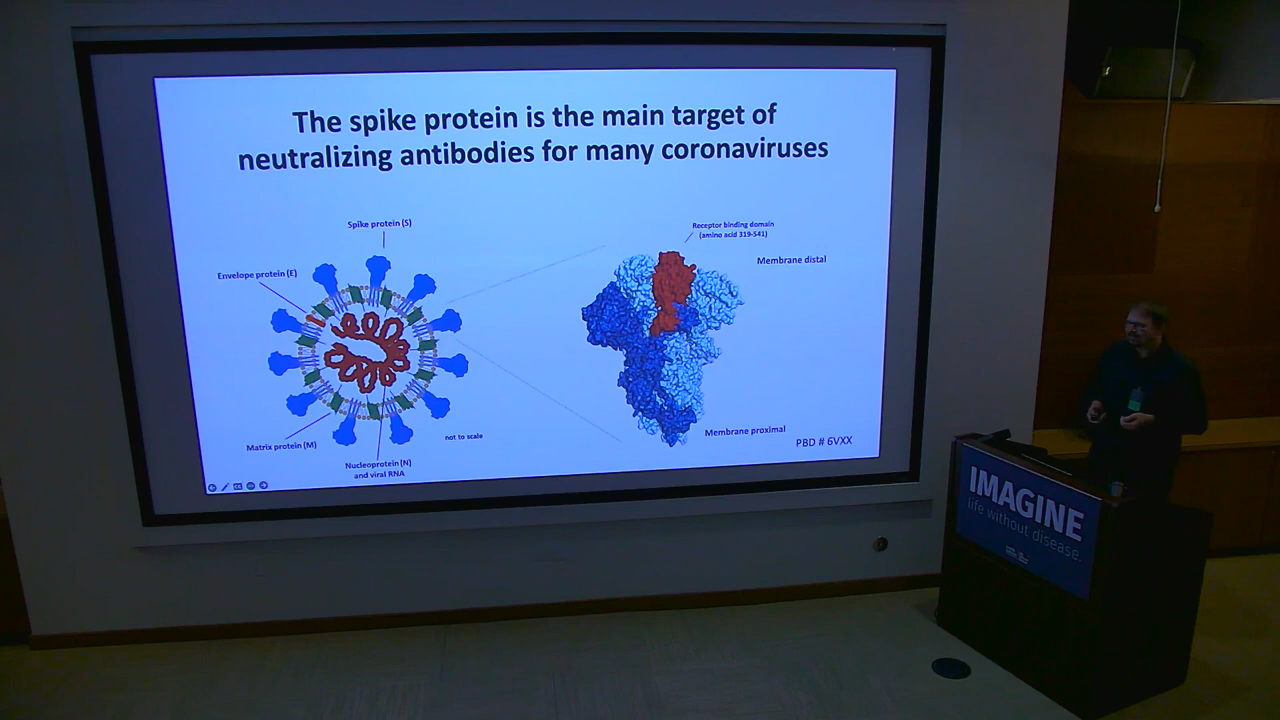 The spike protein is the main target of
neutralizing antibodies for many coronaviruses
Spike protein (S)
Envelope protein (E)
Matrix protein (M)
Nucleoprotein (N)
and viral RNA
not to scale
Receptor binding domain
(amino acid 319-541)
Membrane distal
Membrane proximal
PBD # 6VXX
IMAGINE
life without disease.